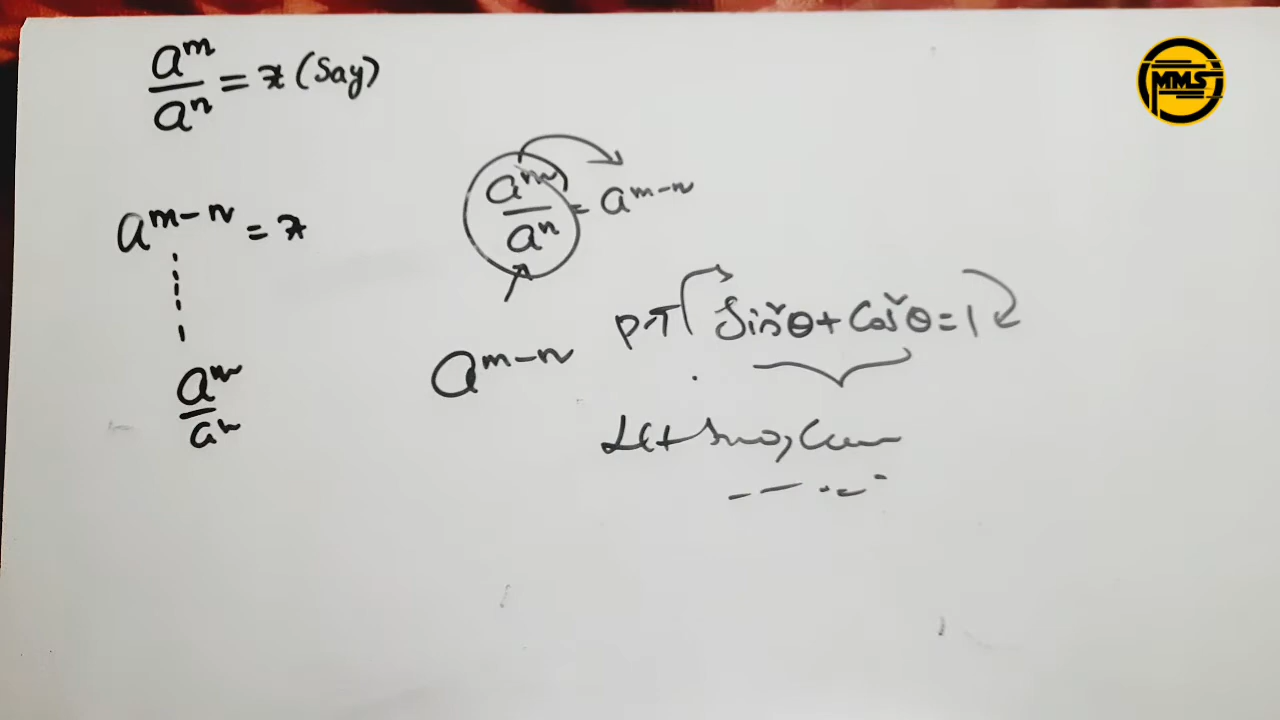 a^m/a^n = z (Say)
a^{m-n} = z
a^m/a^n
a^m/a^n = a^{m-n}
a^{m-n}
P.T Sin²θ + Cos²θ = 1
Let
MMS